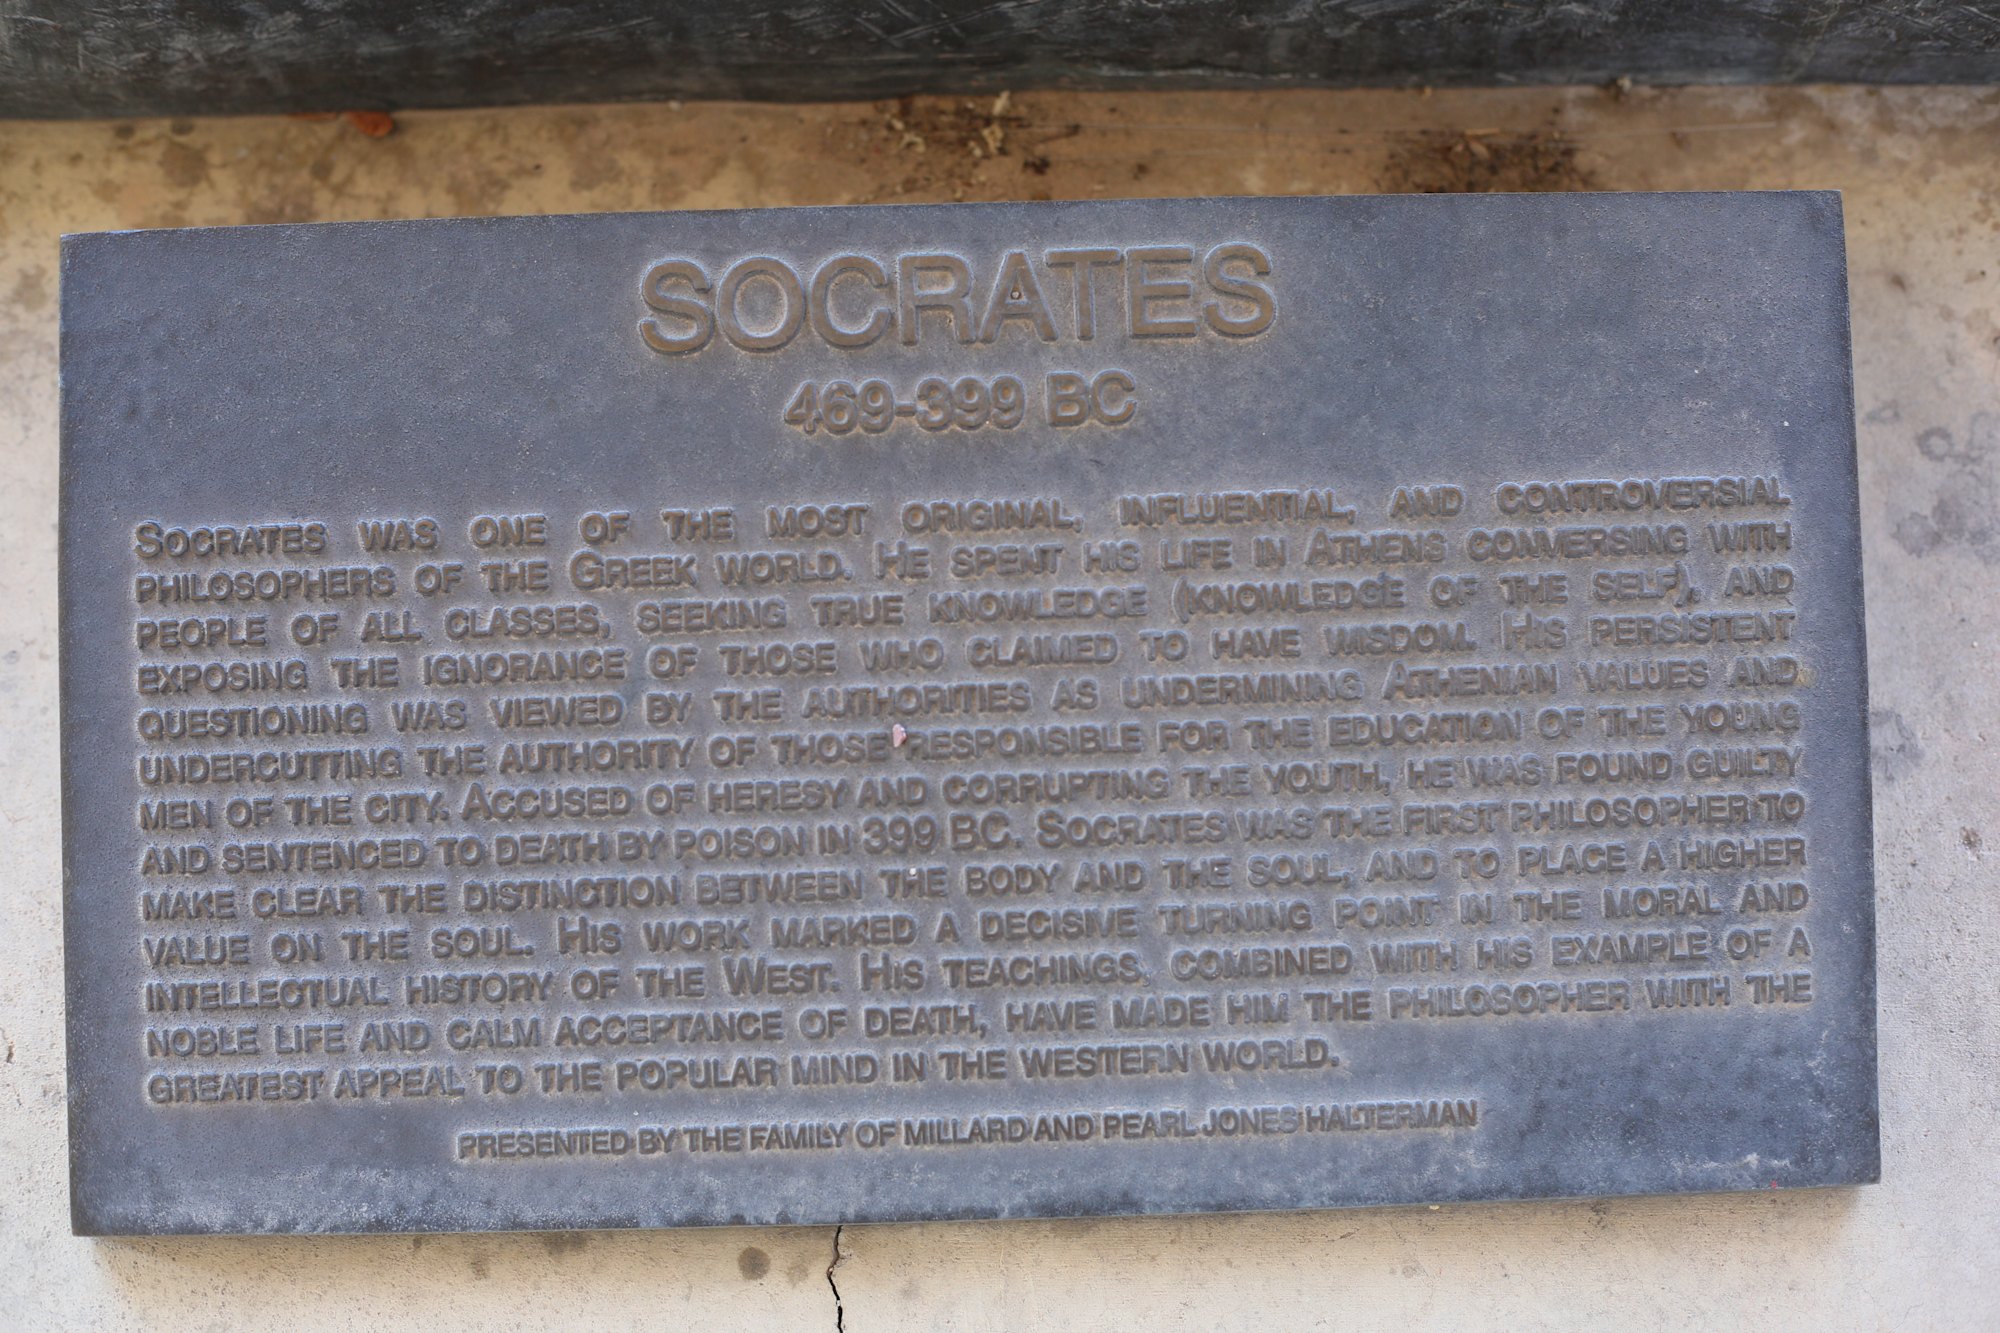 SOCRATES
469-399 BC
SOCRATES WAS ONE OF THE MOST ORIGINAL, INFLUENTIAL, AND CONTROVERSIAL
PHILOSOPHERS OF THE GREEK WORLD. HE SPENT HIS LIFE IN ATHENS CONVERSING WITH
PEOPLE OF ALL CLASSES, SEEKING TRUE KNOWLEDGE (KNOWLEDGE OF THE SELF), AND
EXPOSING THE IGNORANCE OF THOSE WHO CLAIMED TO HAVE WISDOM. HIS PERSISTENT
QUESTIONING WAS VIEWED BY THE AUTHORITIES AS UNDERMINING ATHENIAN VALUES AND
UNDERCUTTING THE AUTHORITY OF THOSE RESPONSIBLE FOR THE EDUCATION OF THE YOUNG
MEN OF THE CITY. ACCUSED OF HERESY AND CORRUPTING THE YOUTH, HE WAS FOUND GUILTY
AND SENTENCED TO DEATH BY POISON IN 399 BC. SOCRATES WAS THE FIRST PHILOSOPHER TO
MAKE CLEAR THE DISTINCTION BETWEEN THE BODY AND THE SOUL, AND TO PLACE A HIGHER
VALUE ON THE SOUL. HIS WORK MARKED A DECISIVE TURNING POINT IN THE MORAL AND
INTELLECTUAL HISTORY OF THE WEST. HIS TEACHINGS, COMBINED WITH HIS EXAMPLE OF A
NOBLE LIFE AND CALM ACCEPTANCE OF DEATH, HAVE MADE HIM THE PHILOSOPHER WITH THE
GREATEST APPEAL TO THE POPULAR MIND IN THE WESTERN WORLD.
PRESENTED BY THE FAMILY OF MILLARD AND PEARL JONES HALTERMAN